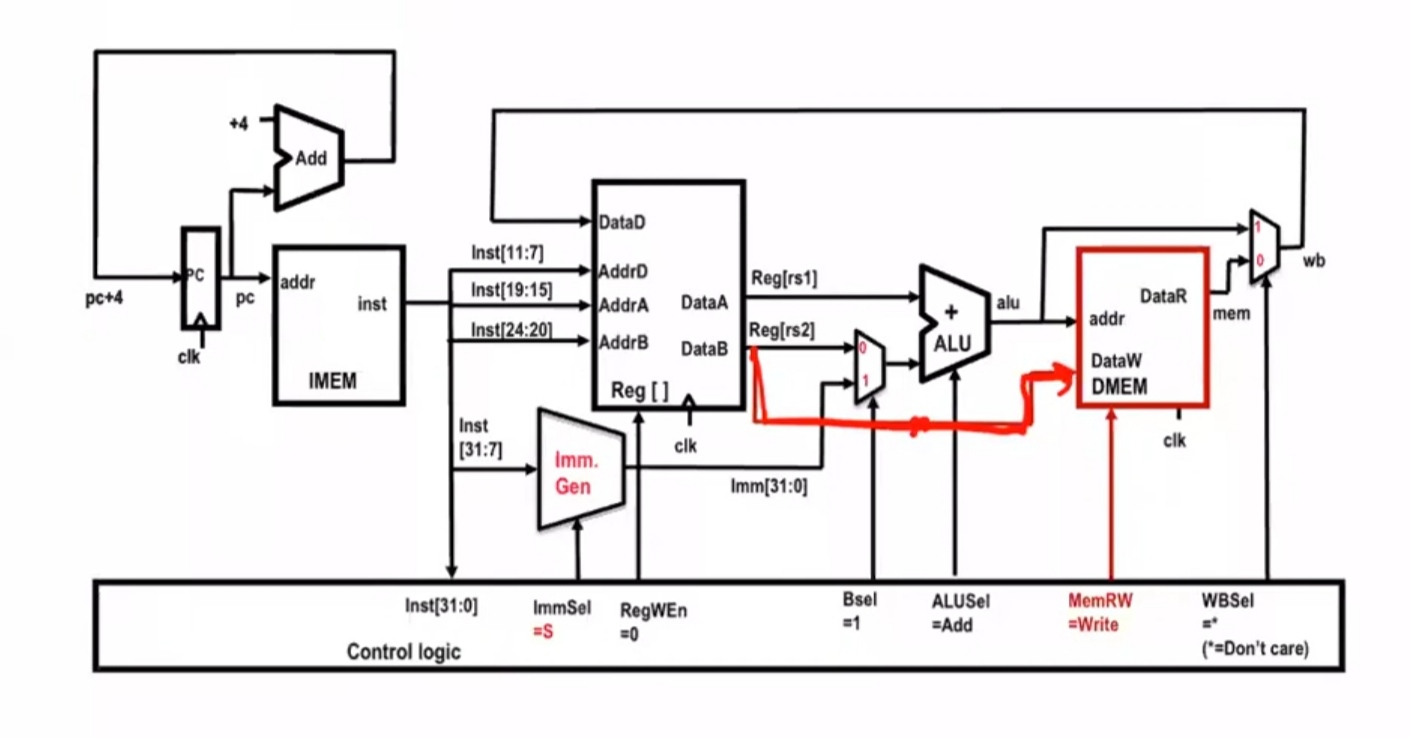 +4
Add
DataD
1
Inst[11:7]
PC
addr
AddrD
0
wb
Inst[19:15]
Reg[rs1]
DataR
pc+4
pc
inst
AddrA
DataA
+
alu
mem
Inst[24:20]
Reg[rs2]
addr
clk
AddrB
DataB
0
ALU
DataW
IMEM
Reg [ ]
1
DMEM
Inst
[31:7]
clk
clk
Imm.
Gen
Imm[31:0]
Inst[31:0]
ImmSel
=S
RegWEn
=0
Bsel
=1
ALUSel
=Add
MemRW
=Write
WBSel
=*
(*=Don't care)
Control logic